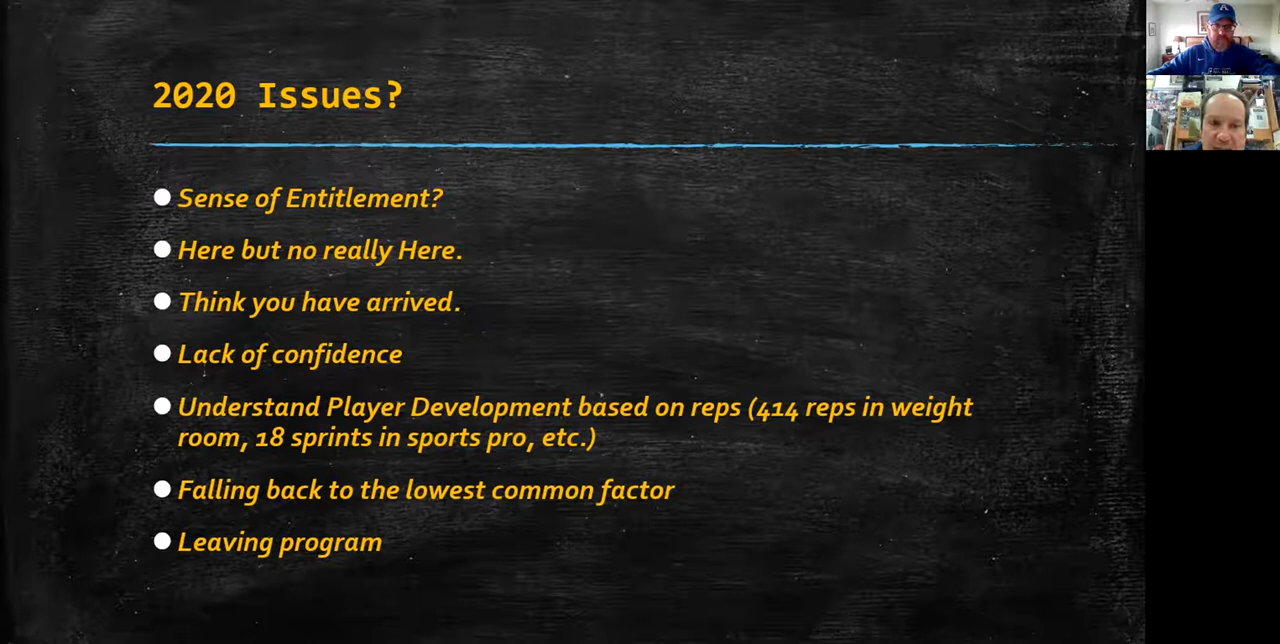 2020 Issues?
Sense of Entitlement?
Here but no really Here.
Think you have arrived.
Lack of confidence
Understand Player Development based on reps (414 reps in weight
room, 18 sprints in sports pro, etc.)
Falling back to the lowest common factor
Leaving program
A